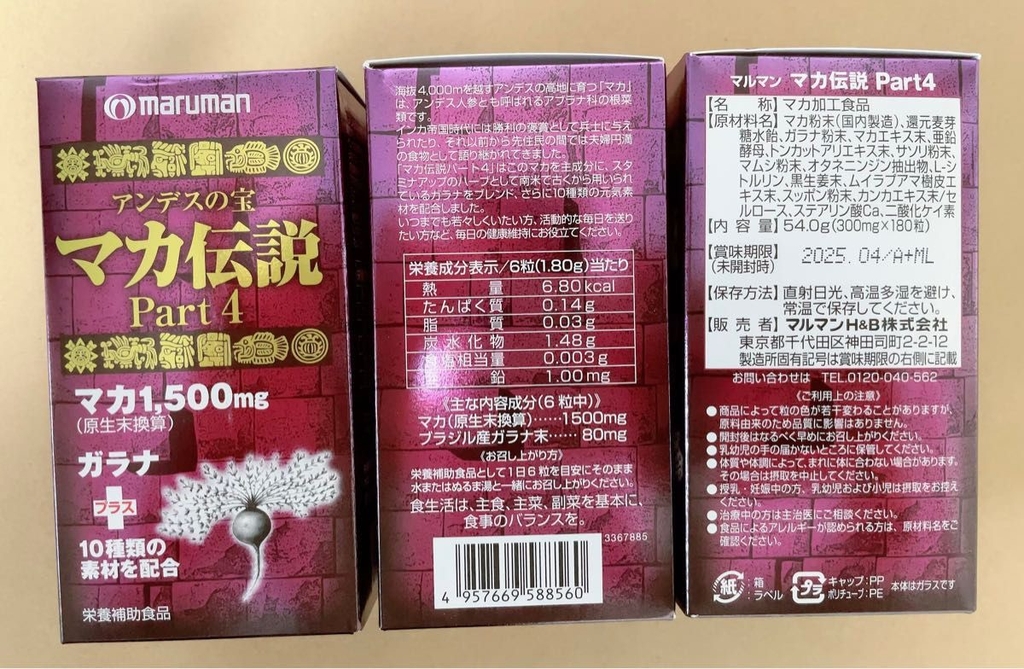 maruman
アンデスの宝
マカ伝説
Part 4
マカ1,500mg
(原生末換算)
ガラナ
プラス
10種類の
素材を配合
栄養補助食品
海抜4,000mを越すアンデスの高地に育つ「マカ」
は、アンデス人参とも呼ばれるアブラナ科の根菜
類です。
インカ帝国時代には勝利の褒賞として兵士に与え
られたり、それ以前から先住民の間では夫婦円満
の食物として語り継がれてきました。
「マカ伝説パート4」はこのマカを主成分に、スタ
ミナアップのハーブとして南米で古くから用いられ
ているガラナをブレンド、さらに10種類の元気素
材を配合しました。
いつまでも若々しくいたい方、活動的な毎日を送り
たい方など、毎日の健康維持にお役立てください。
栄養成分表示/6粒(1.80g)当たり
熱量 6.80kcal
たんぱく質 0.14g
脂質 0.03g
炭水化物 1.48g
相当量 0.003g
鉛 1.00mg
《主な内容成分(6粒中)》
マカ(原生末換算)……1500mg
ブラジル産ガラナ末…… 80mg
《お召し上がり方》
栄養補助食品として1日6粒を目安にそのまま
水またはぬるま湯と一緒にお召し上がりください。
食生活は、主食、主菜、副菜を基本に、
食事のバランスを。
3367885
4 957669 588560
マルマン マカ伝説 Part4
【名称】マカ加工食品
【原材料名】マカ粉末(国内製造)、還元麦芽
糖水飴、ガラナ粉末、マカエキス末、亜鉛
酵母、トンカットアリエキス末、サソリ粉末、
マムシ粉末、オタネニンジン抽出物、L-シ
トルリン、黒生姜末、ムイラプアマ樹皮エ
キス末、スッポン粉末、カンカエキス末/セ
ルロース、ステアリン酸Ca、二酸化ケイ素
【内容量】54.0g(300mg×180粒)
【賞味期限】
(未開封時)
2025.04/A+ML
【保存方法】直射日光、高温多湿を避け、
常温で保存してください。
【販売者】マルマンH&B株式会社
東京都千代田区神田司町2-2-12
製造所固有記号は賞味期限の右側に記載
お問い合わせは TEL.0120-040-562
《ご利用上の注意》
●商品によって粒の色が若干変わることがありますが、
原料由来のため品質に影響はありません。
●開封後はなるべく早めにお召し上がりください。
●乳幼児の手の届かないところに保管してください。
●体質や体調によって、まれに体に合わない場合があります。
その場合は摂取を中止してください。
●授乳・妊娠中の方、乳幼児および小児は摂取をお控え
ください。
●治療中の方は主治医にご相談ください。
●食品によるアレルギーが認められる方は、原材料名をご
確認ください。
紙
:箱
:ラベル
プラ
キャップ:PP
ポリチューブ:PE
本体はガラスです